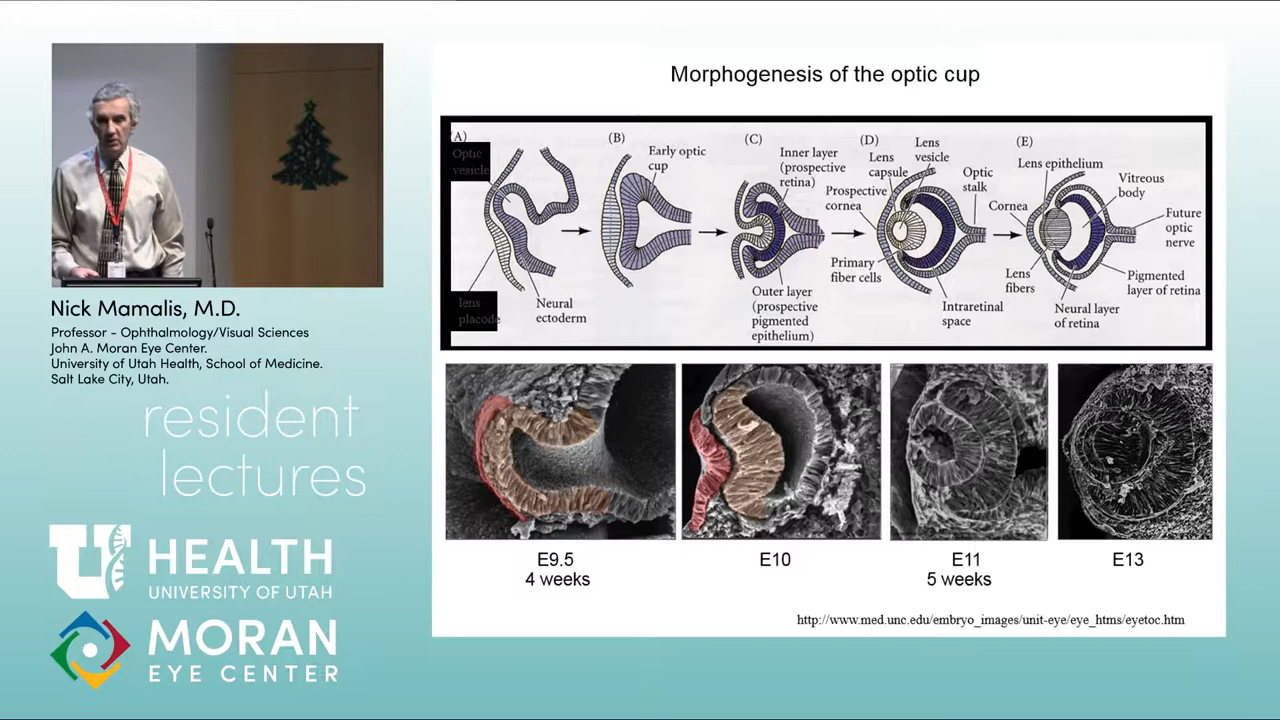 Morphogenesis of the optic cup
(A)
Optic
vesicle
lens
placode
Neural
ectoderm
(B)
Early optic
cup
(C)
Inner layer
(prospective
retina)
Outer layer
(prospective
pigmented
epithelium)
(D)
Lens
capsule
Lens
vesicle
Prospective
cornea
Optic
stalk
Primary
fiber cells
Intraretinal
space
(E)
Lens epithelium
Cornea
Vitreous
body
Future
optic
nerve
Lens
fibers
Pigmented
layer of retina
Neural layer
of retina
E9.5
4 weeks
E10
E11
5 weeks
E13
http://www.med.unc.edu/embryo_images/unit-eye/eye_htms/eyetoc.htm
Nick Mamalis, M.D.
Professor - Ophthalmology/Visual Sciences
John A. Moran Eye Center.
University of Utah Health, School of Medicine.
Salt Lake City, Utah.
resident
lectures
U HEALTH
UNIVERSITY OF UTAH
MORAN
EYE CENTER